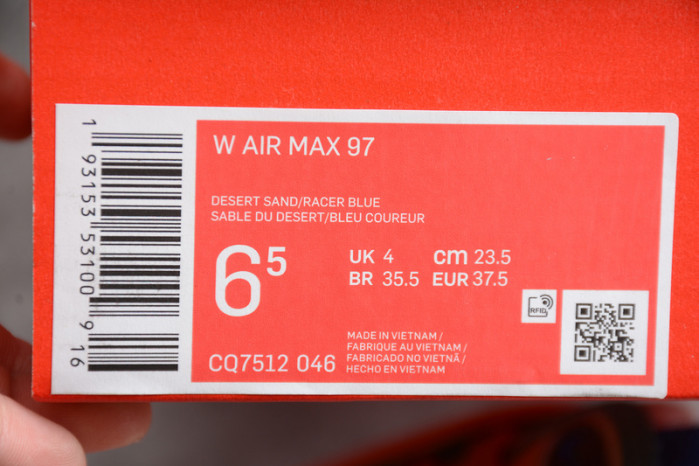 W AIR MAX 97
DESERT SAND/RACER BLUE
SABLE DU DESERT/BLEU COUREUR
6⁵
UK 4 cm 23.5
BR 35.5 EUR 37.5
RFID
CQ7512 046
MADE IN VIETNAM /
FABRIQUE AU VIETNAM /
FABRICADO NO VIETNÃ /
HECHO EN VIETNAM
1 93153 53100 9 16